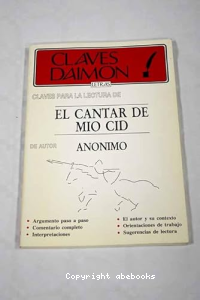 CLAVES
DAIMON
LETRAS
CLAVES PARA LA LECTURA DE
EL CANTAR DE
MIO CID
DE AUTOR
ANONIMO
• Argumento paso a paso
• Comentario completo
• Interpretaciones
• El autor y su contexto
• Orientaciones de trabajo
• Sugerencias de lectura
Copyright abebooks